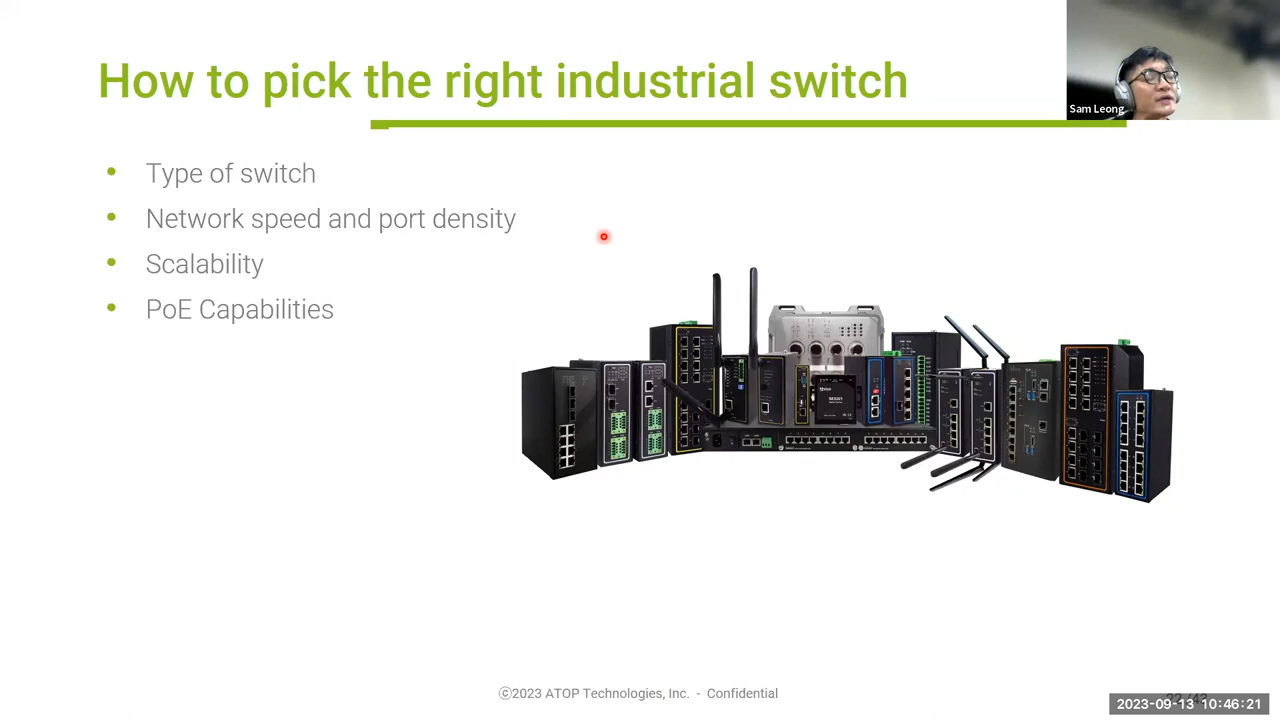 How to pick the right industrial switch
Sam Leong
• Type of switch
• Network speed and port density
• Scalability
• PoE Capabilities
ⓒ2023 ATOP Technologies, Inc. - Confidential
2023-09-13 10:46:21